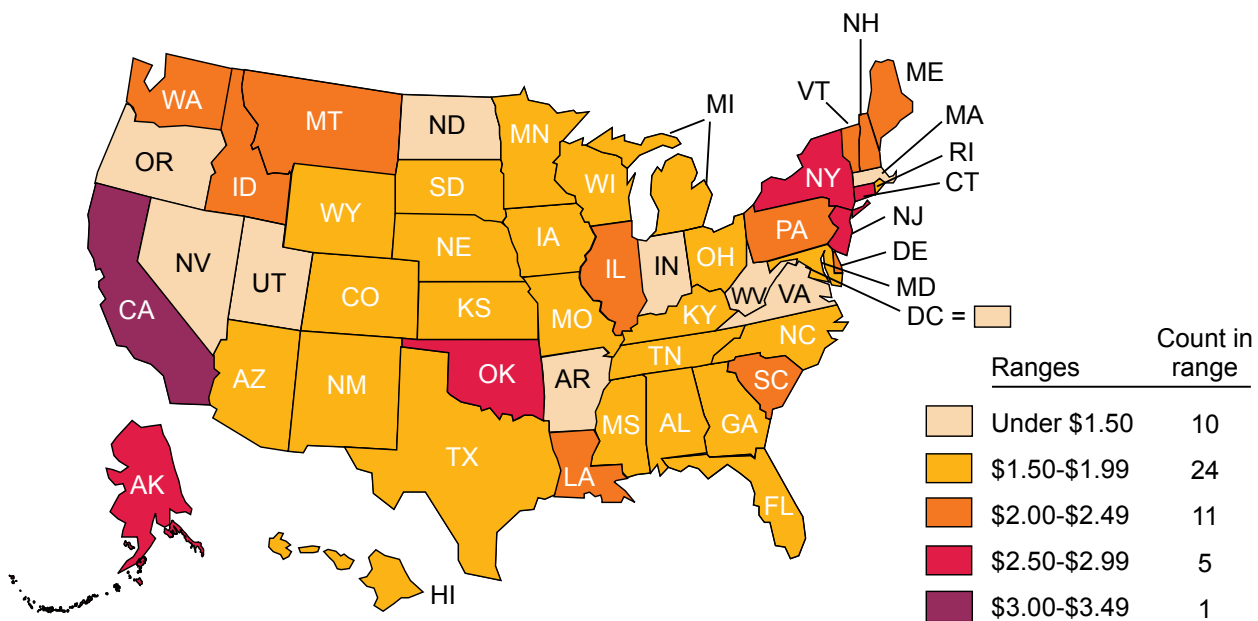 NH
ME
VT
MI
MA
RI
CT
NJ
DE
MD
DC =
WA
MT
ND
MN
OR
ID
SD
WI
NY
WY
IA
NE
PA
NV
UT
IL
IN
OH
CO
KS
MO
WV
VA
KY
CA
NC
TN
AZ
NM
OK
AR
SC
MS
AL
GA
TX
LA
FL
AK
HI
Ranges
Count in
range
Under $1.50 10
$1.50-$1.99 24
$2.00-$2.49 11
$2.50-$2.99 5
$3.00-$3.49 1